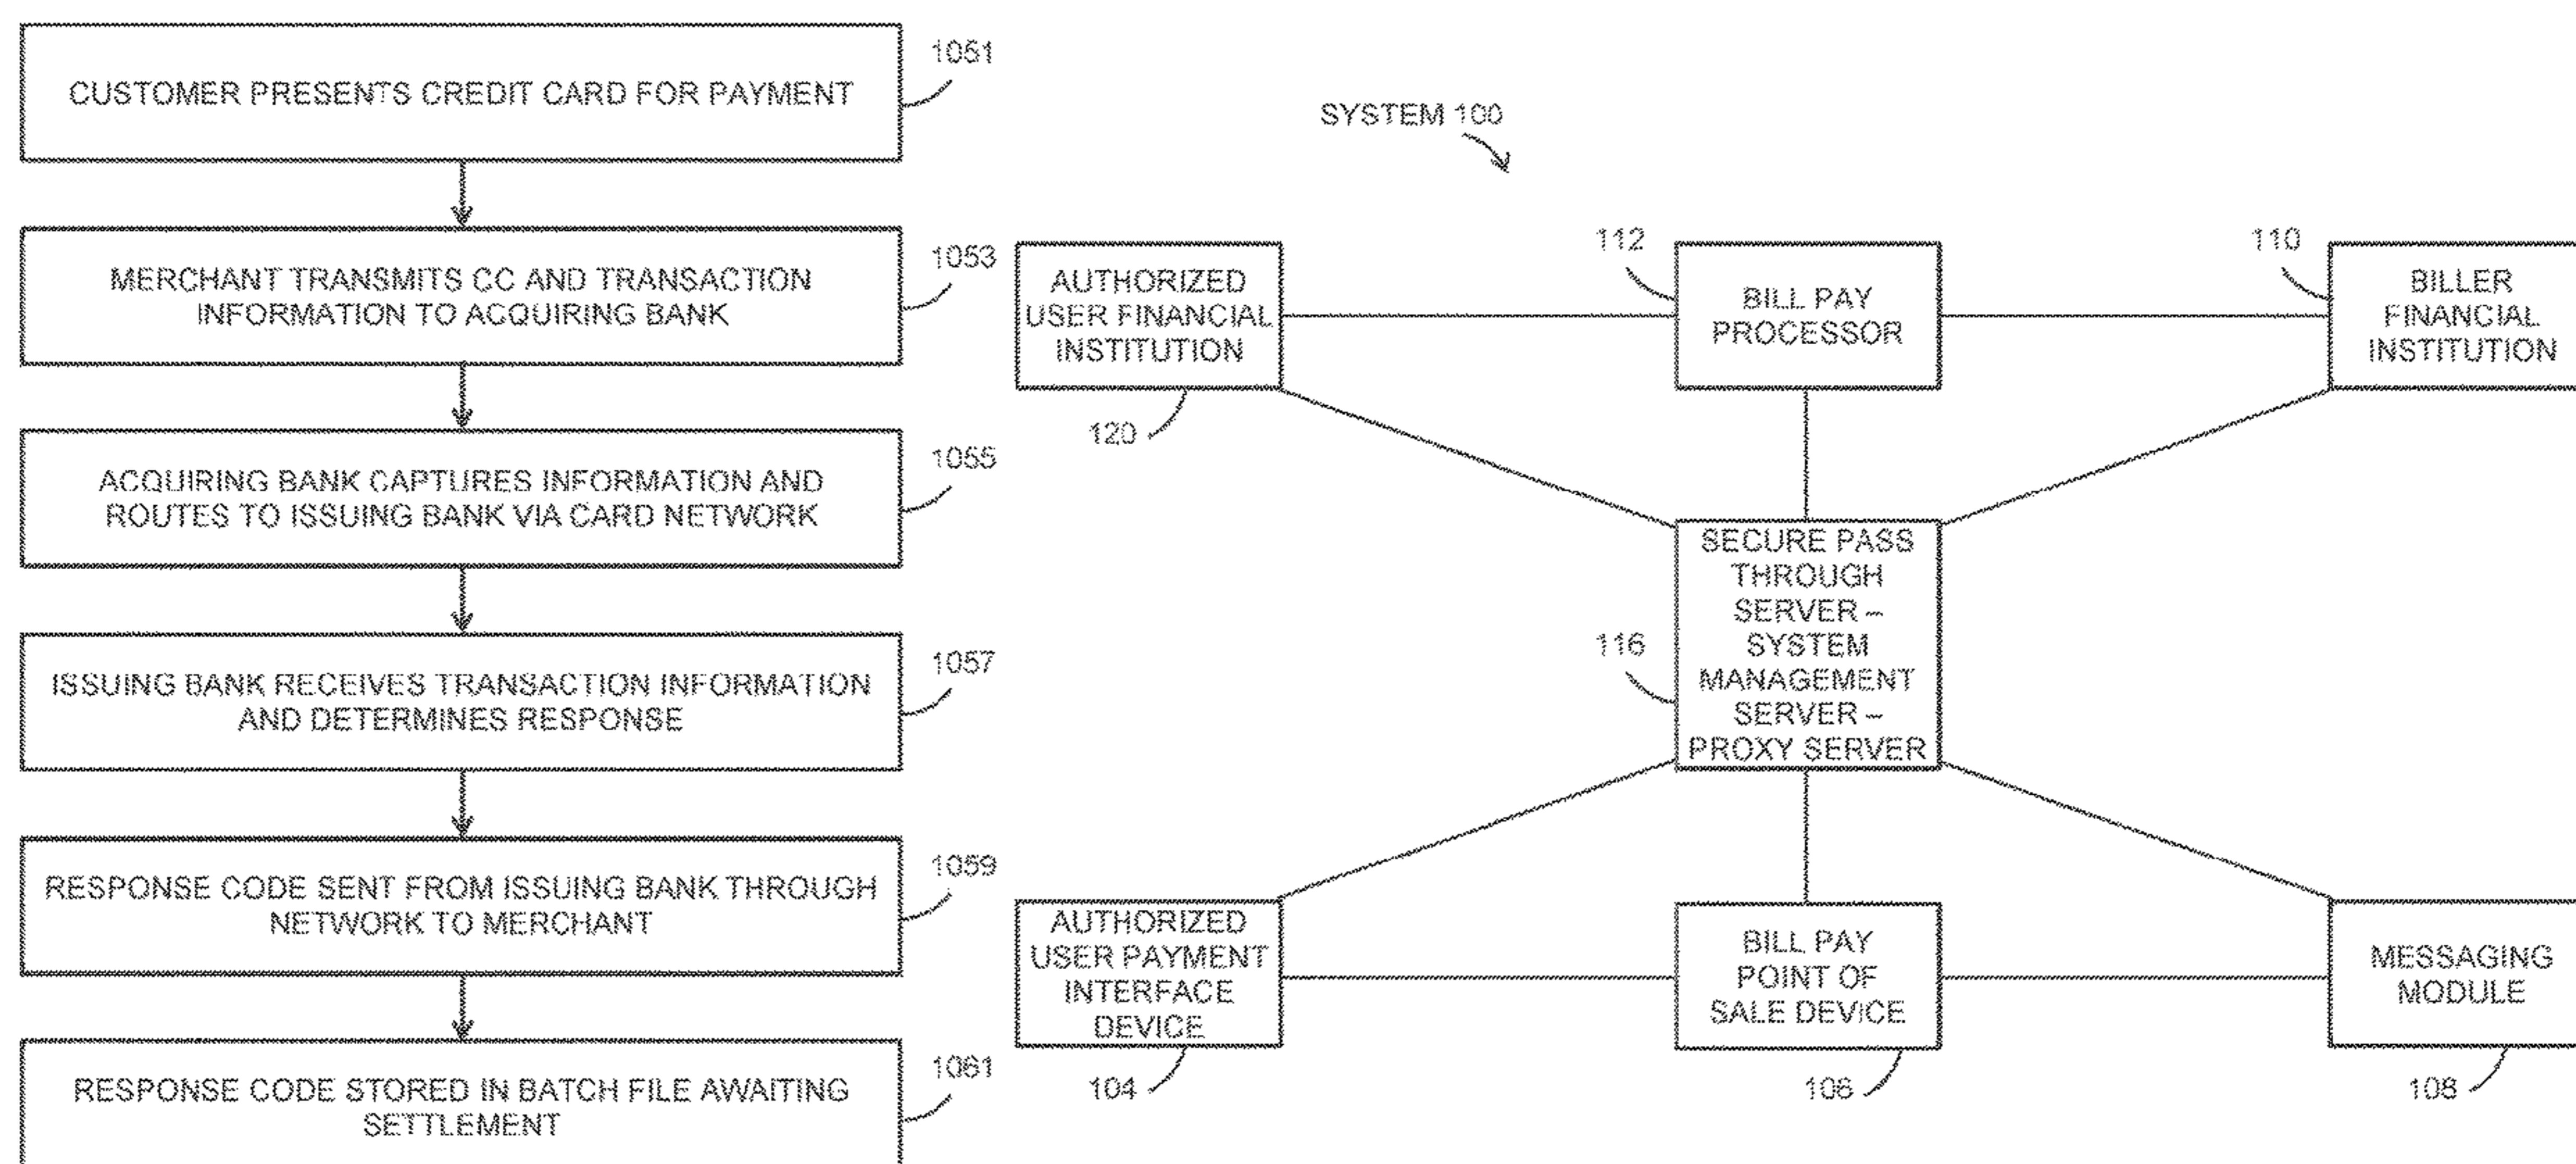 CUSTOMER PRESENTS CREDIT CARD FOR PAYMENT
1051
MERCHANT TRANSMITS CC AND TRANSACTION
INFORMATION TO ACQUIRING BANK
1053
ACQUIRING BANK CAPTURES INFORMATION AND
ROUTES TO ISSUING BANK VIA CARD NETWORK
1055
ISSUING BANK RECEIVES TRANSACTION INFORMATION
AND DETERMINES RESPONSE
1057
RESPONSE CODE SENT FROM ISSUING BANK THROUGH
NETWORK TO MERCHANT
1059
RESPONSE CODE STORED IN BATCH FILE AWAITING
SETTLEMENT
1061
SYSTEM 100
AUTHORIZED
USER FINANCIAL
INSTITUTION
120
112
BILL PAY
PROCESSOR
110
BILLER
FINANCIAL
INSTITUTION
116
SECURE PASS
THROUGH
SERVER –
SYSTEM
MANAGEMENT
SERVER –
PROXY SERVER
AUTHORIZED
USER PAYMENT
INTERFACE
DEVICE
104
BILL PAY
POINT OF
SALE DEVICE
106
MESSAGING
MODULE
108